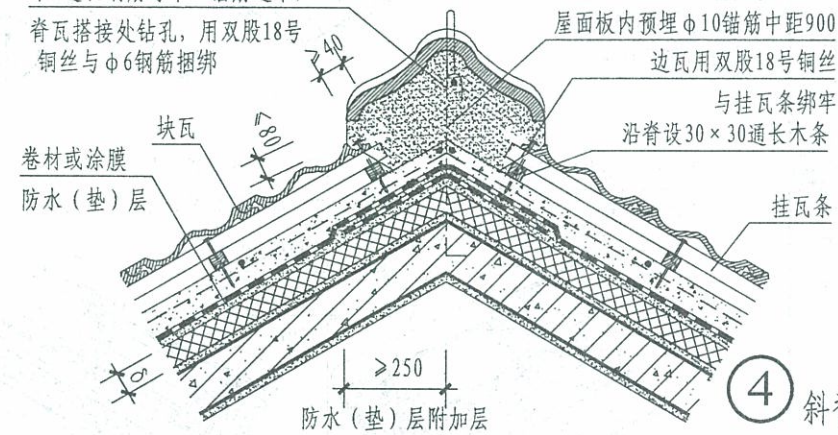 脊瓦搭接处钻孔，用双股18号
铜丝与φ6钢筋捆绑
屋面板内预埋φ10锚筋中距900
边瓦用双股18号铜丝
与挂瓦条绑牢
沿脊设30×30通长木条
≥40
≤80
块瓦
卷材或涂膜
防水（垫）层
挂瓦条
δ
≥250
防水（垫）层附加层
④ 斜